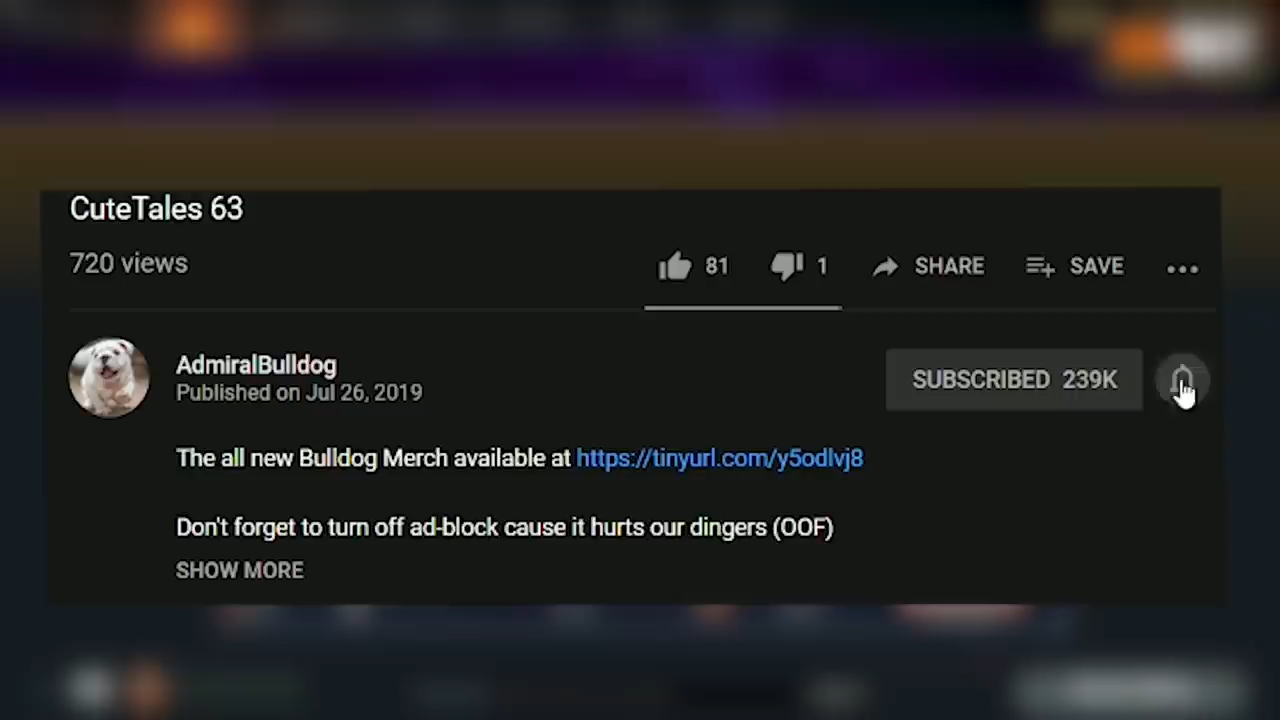 CuteTales 63
720 views
81 1 SHARE SAVE
AdmiralBulldog
Published on Jul 26, 2019
SUBSCRIBED 239K
The all new Bulldog Merch available at https://tinyurl.com/y5odlvj8
Don't forget to turn off ad-block cause it hurts our dingers (OOF)
SHOW MORE